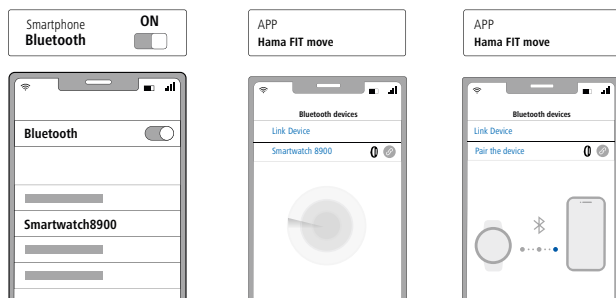 Smartphone
Bluetooth
ON
Bluetooth
Smartwatch8900
APP
Hama FIT move
Bluetooth devices
Link Device
Smartwatch 8900
APP
Hama FIT move
Bluetooth devices
Link Device
Pair the device